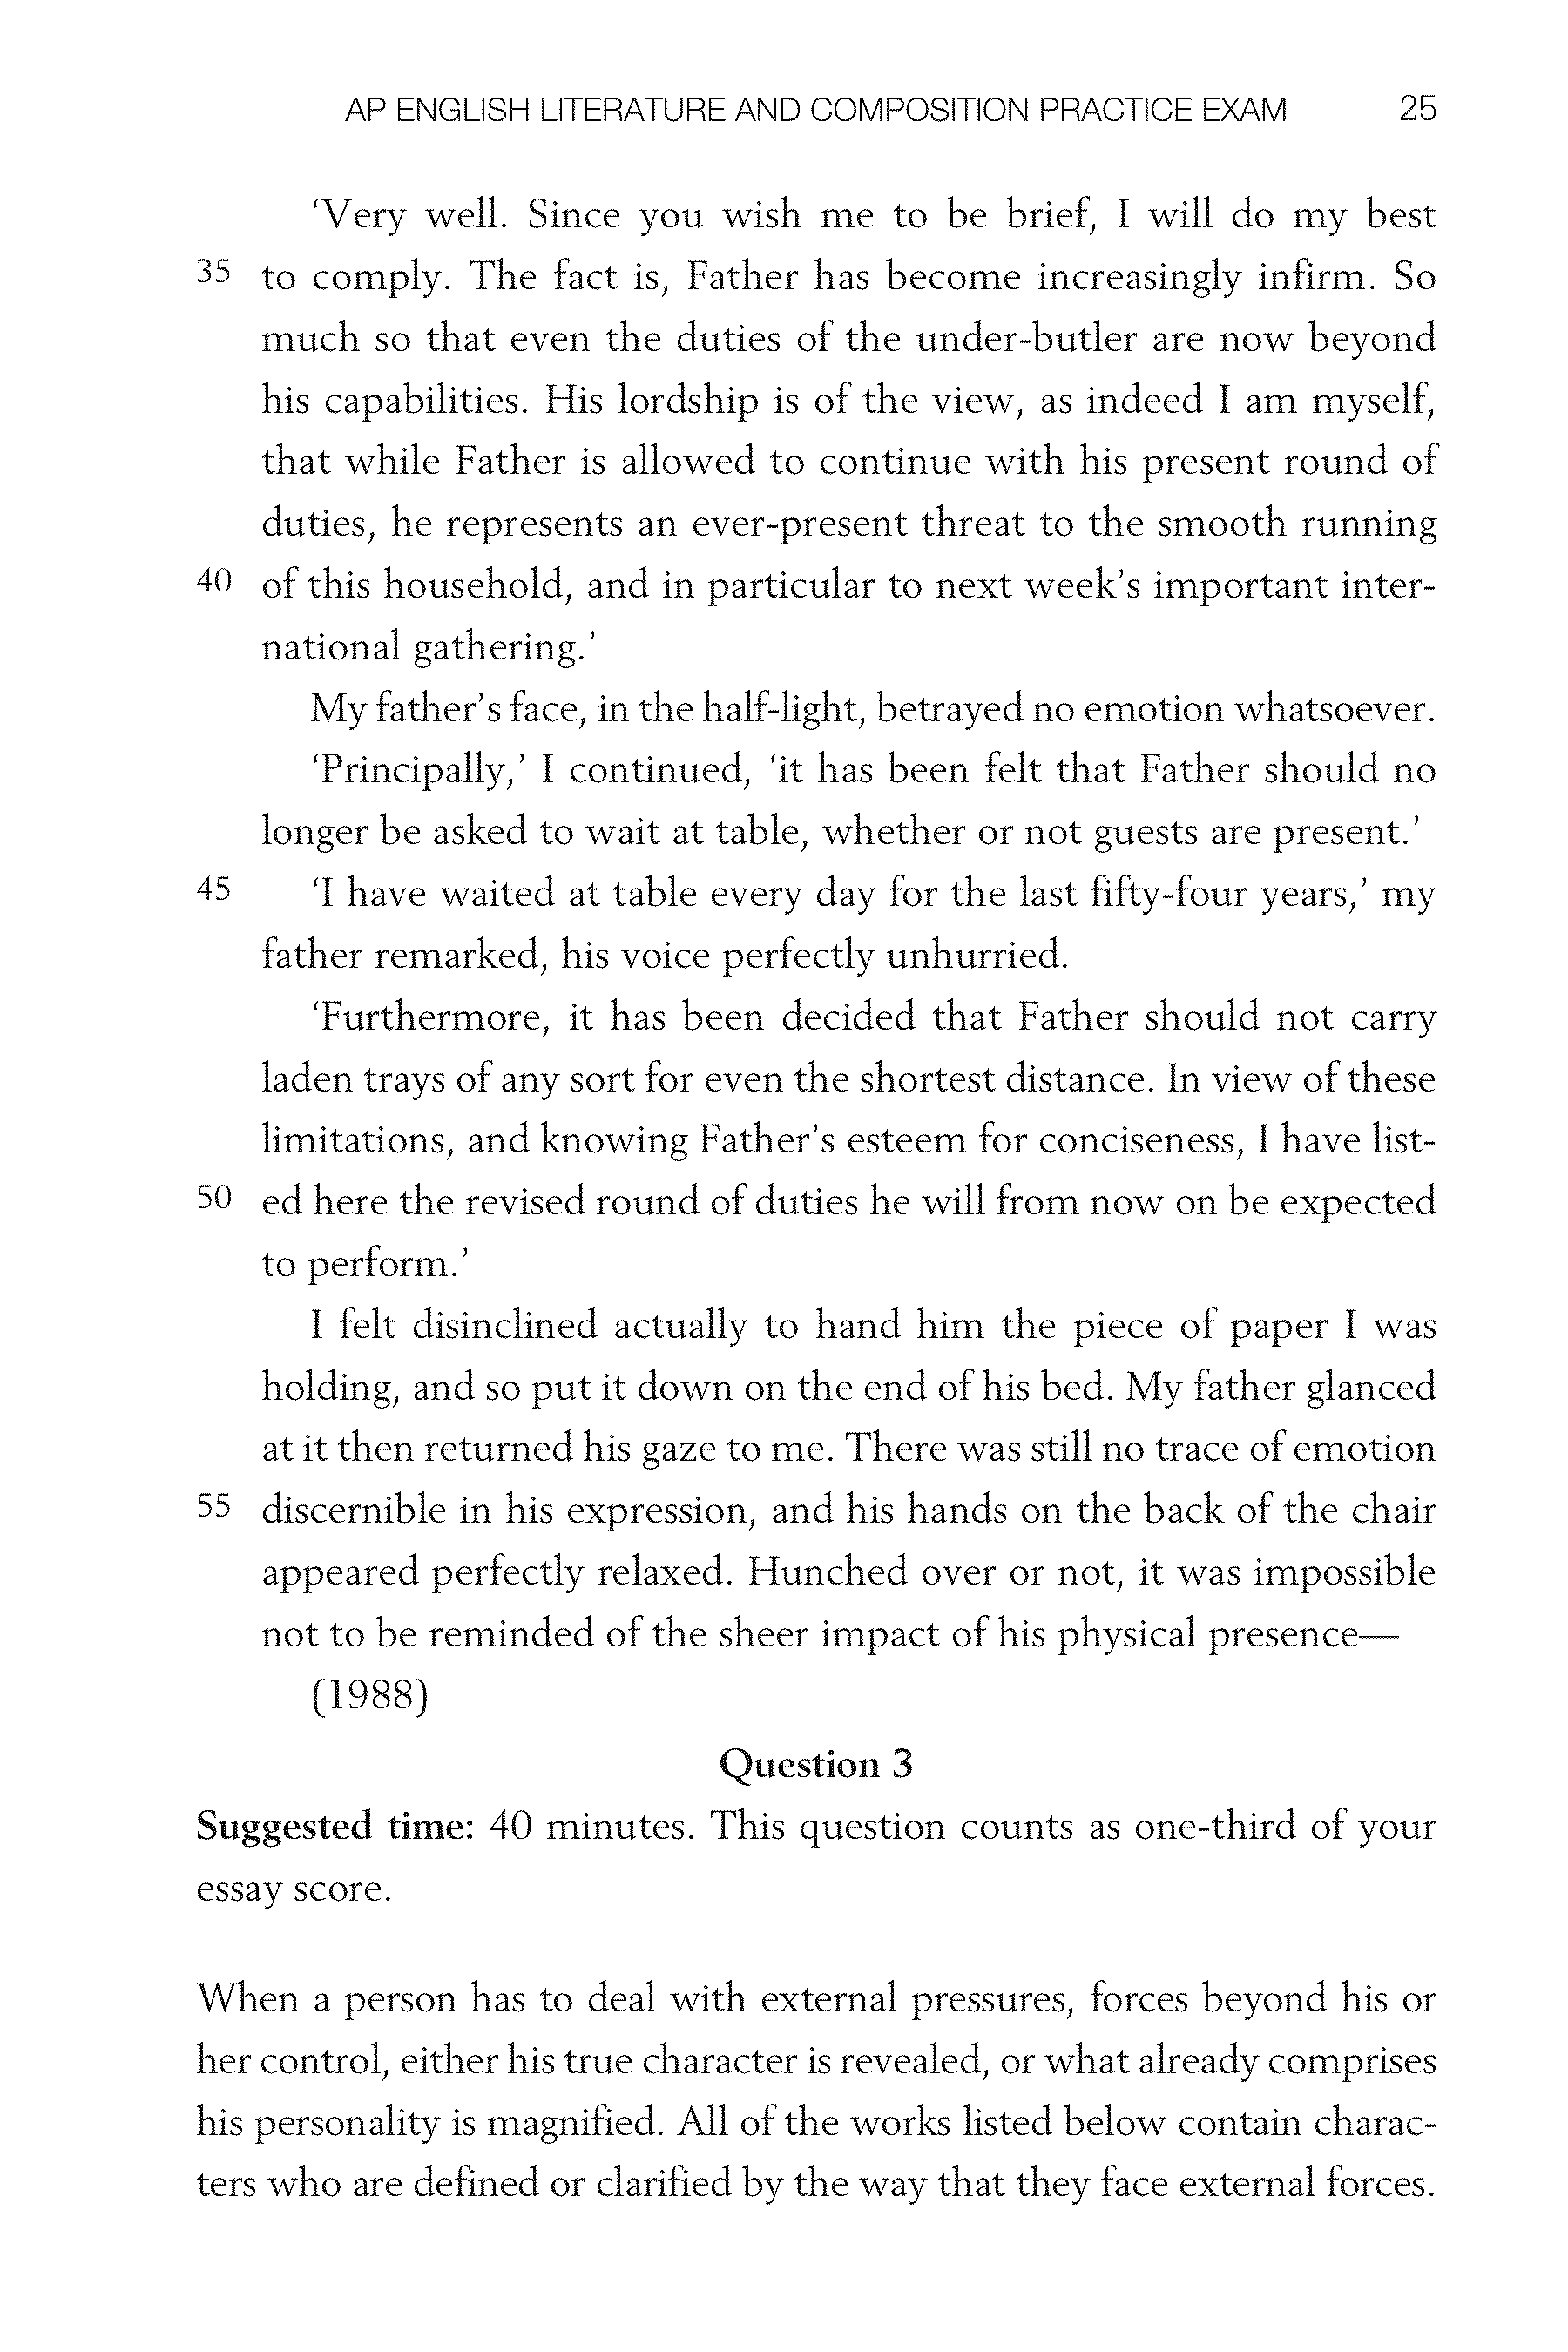 AP ENGLISH LITERATURE AND COMPOSITION PRACTICE EXAM 25
‘Very well. Since you wish me to be brief, I will do my best
35 to comply. The fact is, Father has become increasingly infirm. So
much so that even the duties of the under-butler are now beyond
his capabilities. His lordship is of the view, as indeed I am myself,
that while Father is allowed to continue with his present round of
duties, he represents an ever-present threat to the smooth running
40 of this household, and in particular to next week’s important inter-
national gathering.’
My father’s face, in the half-light, betrayed no emotion whatsoever.
‘Principally,’ I continued, ‘it has been felt that Father should no
longer be asked to wait at table, whether or not guests are present.’
45 ‘I have waited at table every day for the last fifty-four years,’ my
father remarked, his voice perfectly unhurried.
‘Furthermore, it has been decided that Father should not carry
laden trays of any sort for even the shortest distance. In view of these
limitations, and knowing Father’s esteem for conciseness, I have list-
50 ed here the revised round of duties he will from now on be expected
to perform.’
I felt disinclined actually to hand him the piece of paper I was
holding, and so put it down on the end of his bed. My father glanced
at it then returned his gaze to me. There was still no trace of emotion
55 discernible in his expression, and his hands on the back of the chair
appeared perfectly relaxed. Hunched over or not, it was impossible
not to be reminded of the sheer impact of his physical presence—
(1988)
Question 3
Suggested time: 40 minutes. This question counts as one-third of your
essay score.
When a person has to deal with external pressures, forces beyond his or
her control, either his true character is revealed, or what already comprises
his personality is magnified. All of the works listed below contain charac-
ters who are defined or clarified by the way that they face external forces.